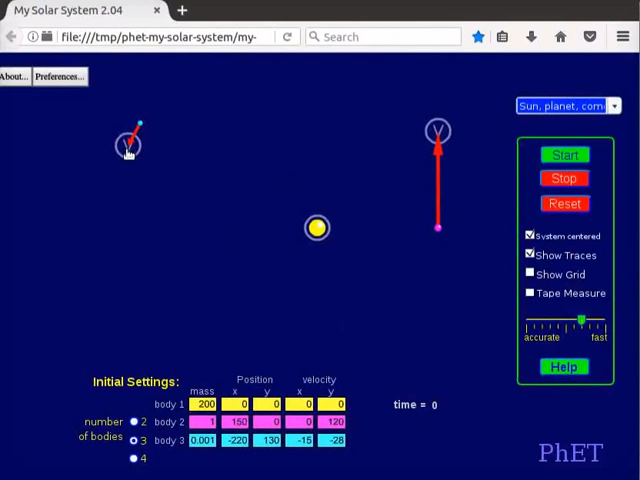 My Solar System 2.04
file:///tmp/phet-my-solar-system/my-
Search
About... Preferences...
Sun, planet, com
V
V
Start
Stop
Reset
System centered
Show Traces
Show Grid
Tape Measure
accurate fast
Help
Initial Settings:
Position velocity
mass x y x y
body 1 200 0 0 0 0
time = 0
number of bodies
2
3
4
body 2 1 150 0 0 120
body 3 0.001 -220 130 -15 -28
PhET